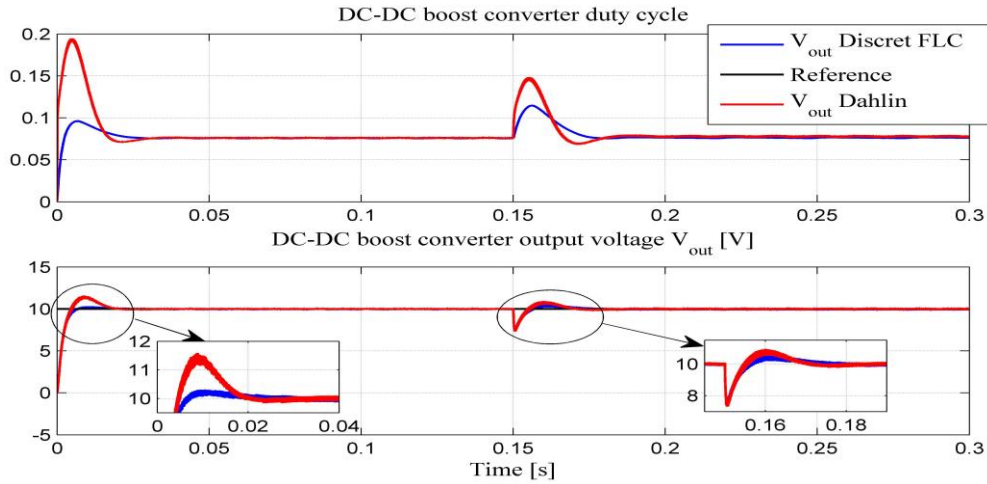 DC-DC boost converter duty cycle
0.2
0.15
0.1
0.05
0
V_out Discret FLC
Reference
V_out Dahlin
0 0.05 0.1 0.15 0.2 0.25 0.3
DC-DC boost converter output voltage V_out [V]
15
10
5
0
-5
12
11
10
0 0.02 0.04
10
8
0.16 0.18
0 0.05 0.1 0.15 0.2 0.25 0.3
Time [s]